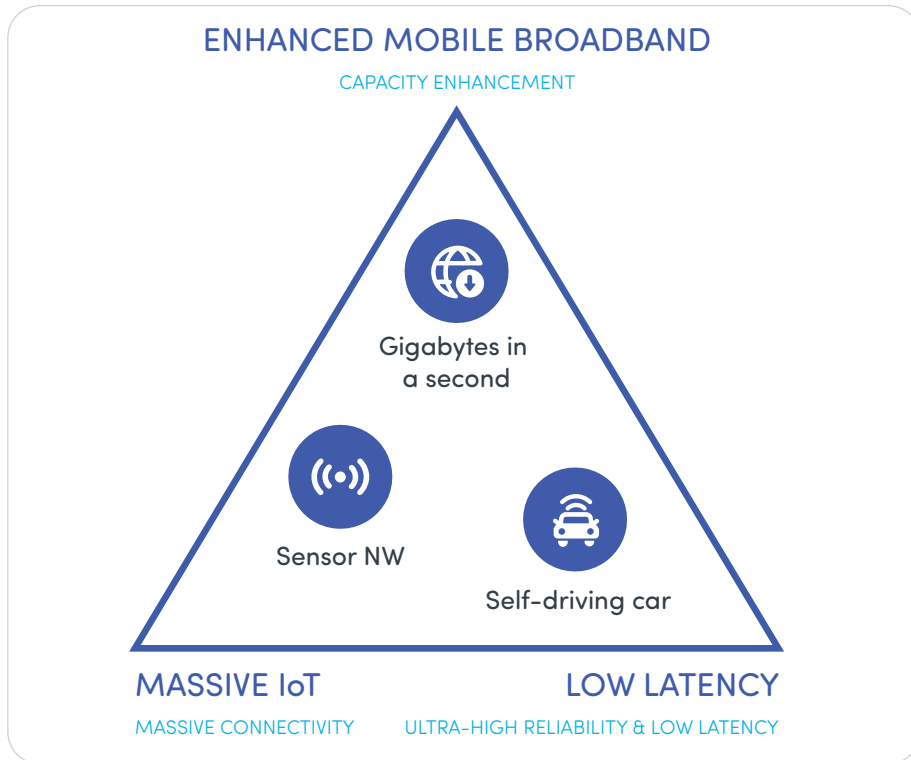 ENHANCED MOBILE BROADBAND
CAPACITY ENHANCEMENT
Gigabytes in
a second
Sensor NW
Self-driving car
MASSIVE IoT
MASSIVE CONNECTIVITY
LOW LATENCY
ULTRA-HIGH RELIABILITY & LOW LATENCY